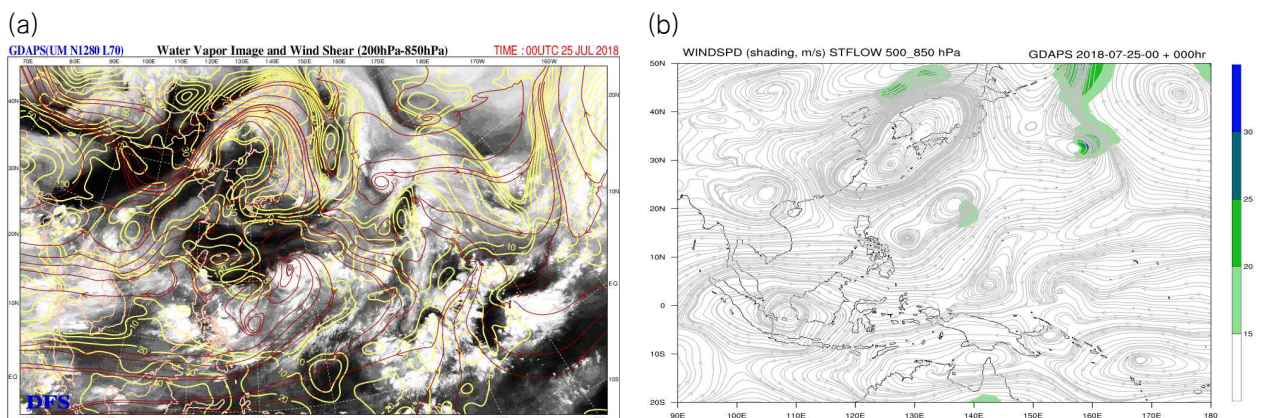 (a)
(b)
GDAPS(UM N1280 L70) Water Vapor Image and Wind Shear (200hPa-850hPa) TIME : 00UTC 25 JUL 2018
70E 80E 90E 100E 110E 120E 130E 140E 150E 160E 170E 180E 170W 160W
40N
30N
20N
10N
EQ
20N
10N
EQ
10S
DFS
WINDSPD (shading, m/s) STFLOW 500_850 hPa GDAPS 2018-07-25-00 + 000hr
50N
40N
30N
20N
10N
0
10S
20S
90E 100E 110E 120E 130E 140E 150E 160E 170E 180
30
25
20
15